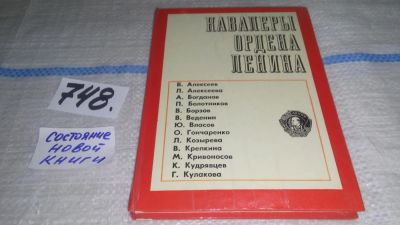 КАВАЛЕРЫ
ОРДЕНА
ЛЕНИНА
В. Алексеев
Л. Алексеева
А. Богданов
П. Болотников
В. Борзов
В. Веденин
Ю. Власов
О. Гончаренко
Л. Козырева
В. Крепкина
М. Кривоносов
К. Кудрявцев
Г. Кулакова
748.
СОСТОЯНИЕ
НОВОЙ
КНИГИ